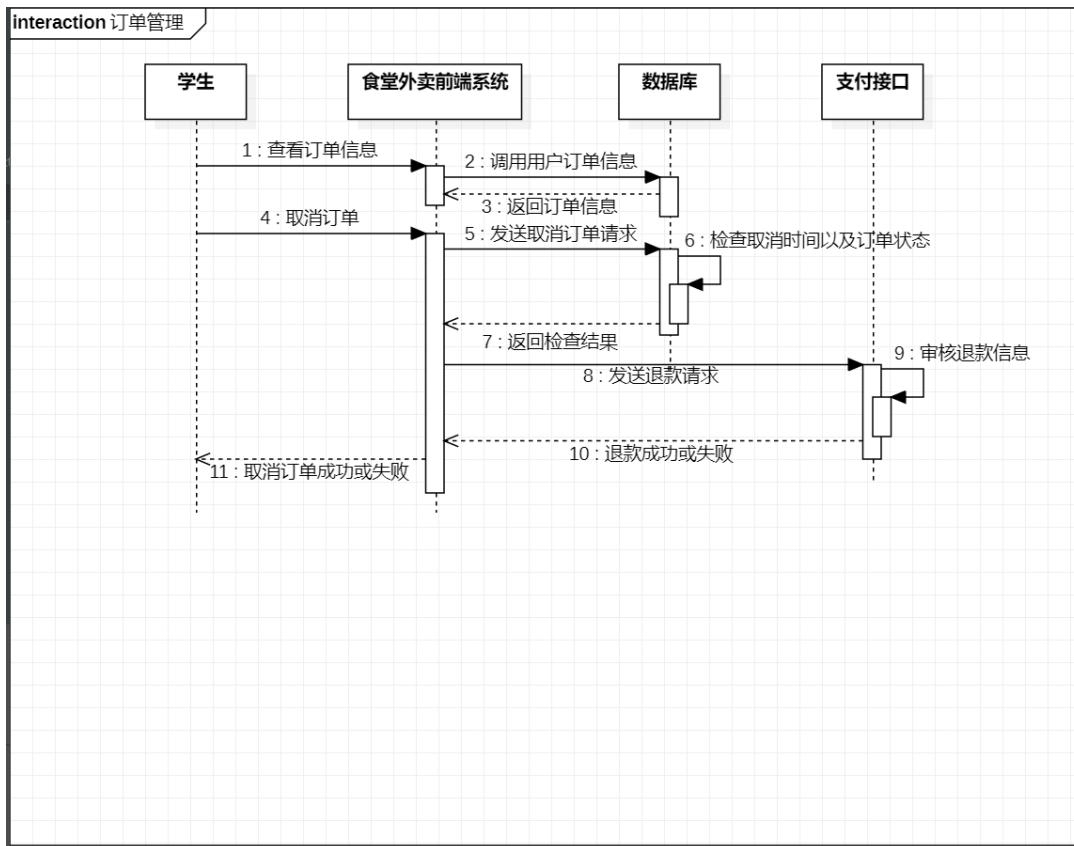 interaction 订单管理
学生
食堂外卖前端系统
数据库
支付接口
1 : 查看订单信息
2 : 调用用户订单信息
3 : 返回订单信息
4 : 取消订单
5 : 发送取消订单请求
6 : 检查取消时间以及订单状态
7 : 返回检查结果
8 : 发送退款请求
9 : 审核退款信息
10 : 退款成功或失败
11 : 取消订单成功或失败